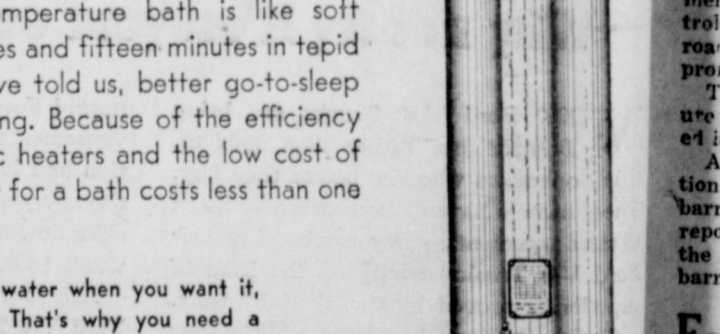 mperature bath is like soft
es and fifteen minutes in tepid
ve told us, better go-to-sleep
ng. Because of the efficiency
c heaters and the low cost of
for a bath costs less than one
water when you want it,
That's why you need a
trol
roa
pro
T
ure
ed i
A
tion
barr
repo
the
barr
F